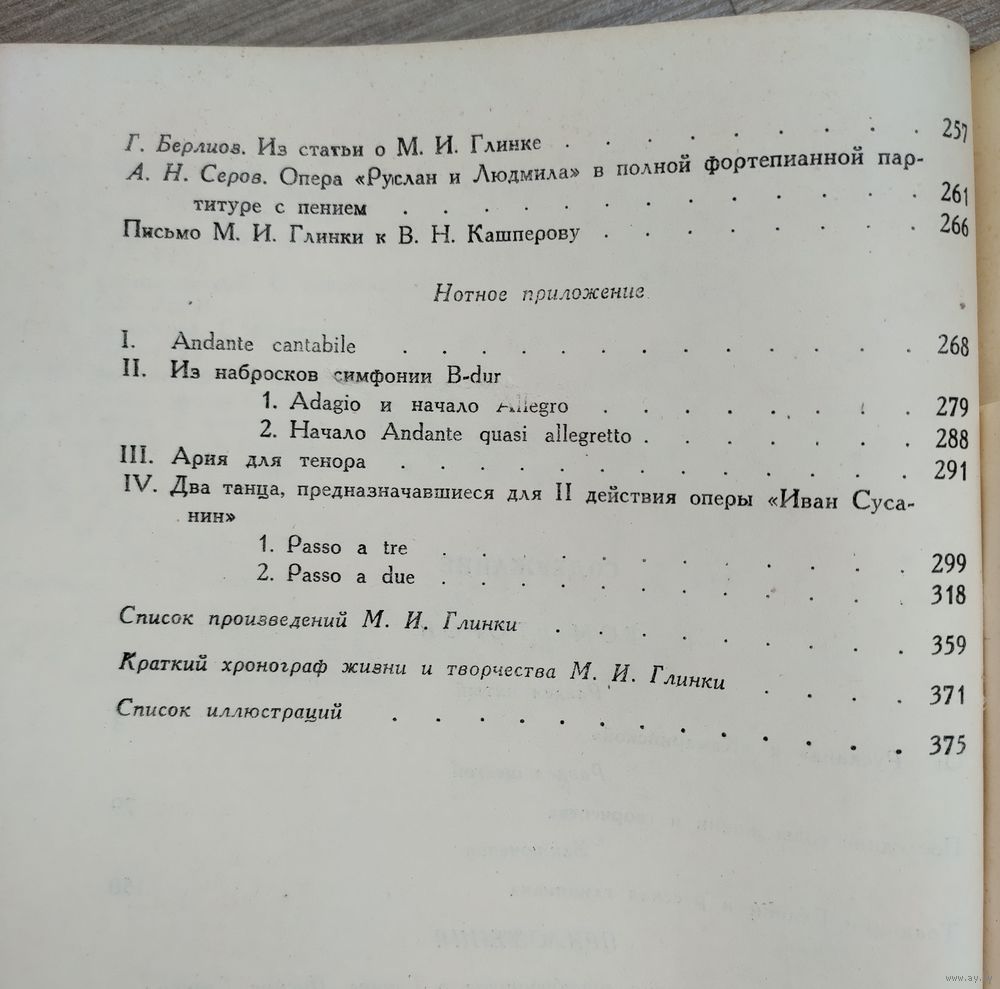 Г. Берлиоз. Из статьи о М. И. Глинке . . . . . . . . 257
А. Н. Серов. Опера «Руслан и Людмила» в полной фортепианной пар-
титуре с пением . . . . . . . . . . . . . 261
Письмо М. И. Глинки к В. Н. Кашперову . . . . . . . . 266
Нотное приложение
I. Andante cantabile . . . . . . . . . . . . . 268
II. Из набросков симфонии B-dur
1. Adagio и начало Allegro . . . . . . . . 279
2. Начало Andante quasi allegretto . . . . . . . 288
III. Ария для тенора . . . . . . . . . . . . . 291
IV. Два танца, предназначавшиеся для II действия оперы «Иван Суса-
нин»
1. Passo a tre . . . . . . . . . . . . 299
2. Passo a due . . . . . . . . . . . . 318
Список произведений М. И. Глинки . . . . . . . . . 359
Краткий хронограф жизни и творчества М. И. Глинки . . . . 371
Список иллюстраций . . . . . . . . . . . . . 375